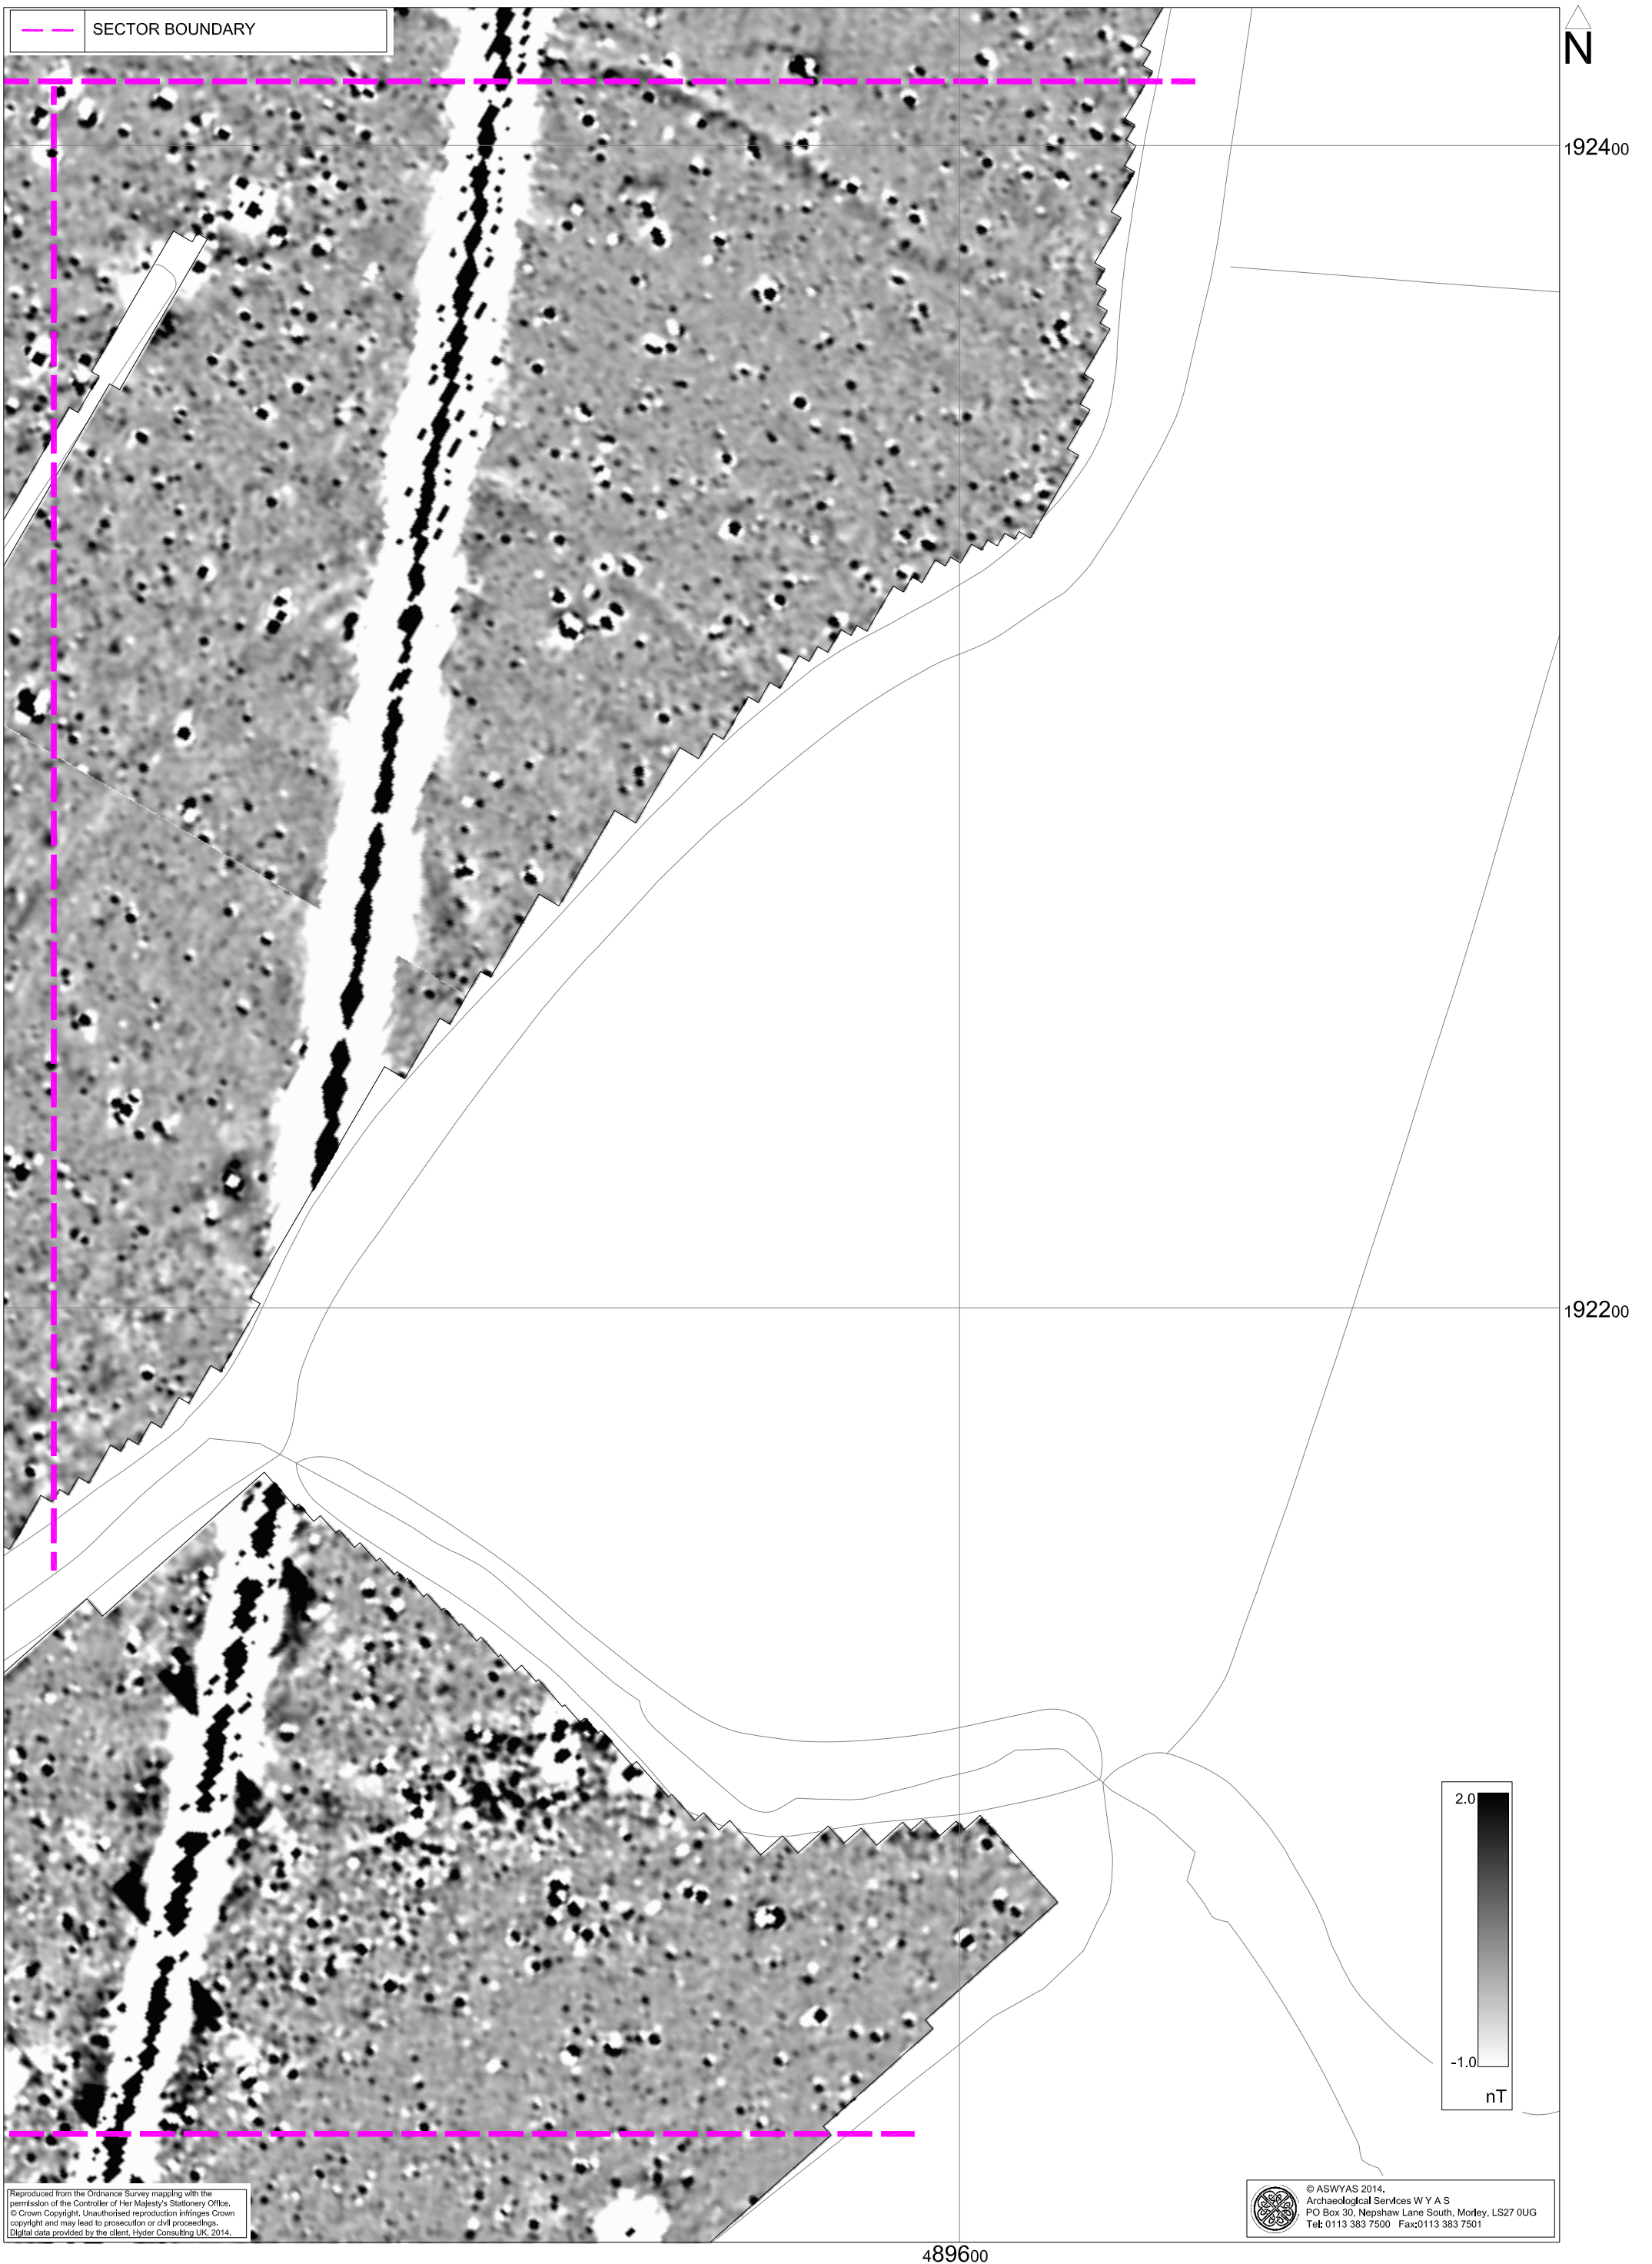 SECTOR BOUNDARY
N
192400
192200
2.0
-1.0
nT
Reproduced from the Ordnance Survey mapping with the
permission of the Controller of Her Majesty's Stationery Office.
© Crown Copyright. Unauthorised reproduction infringes Crown
copyright and may lead to prosecution or civil proceedings.
Digital data provided by the client, Hyder Consulting UK, 2014.
© ASWYAS 2014.
Archaeological Services W Y A S
PO Box 30, Nepshaw Lane South, Morley, LS27 0UG
Tel: 0113 383 7500 Fax:0113 383 7501
489600